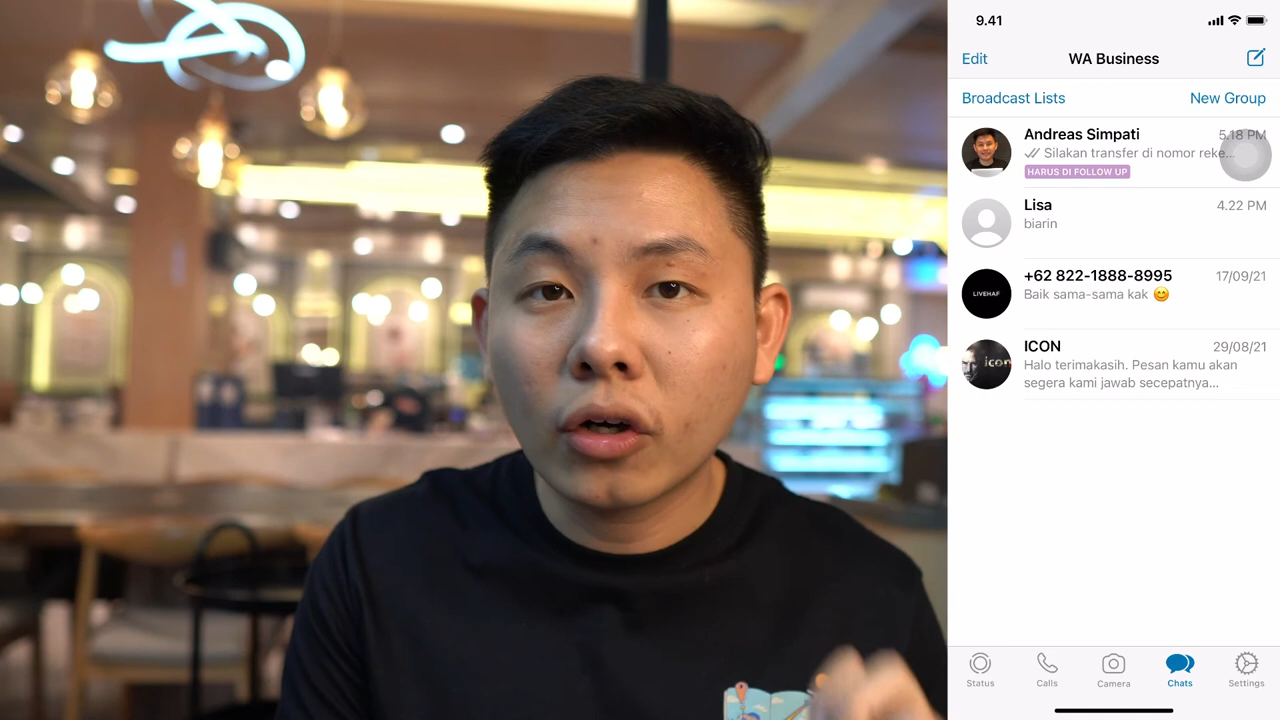 9.41
Edit
WA Business
Broadcast Lists
New Group
Andreas Simpati
5.18 PM
Silakan transfer di nomor reke...
HARUS DI FOLLOW UP
Lisa
4.22 PM
biarin
LIVEHAF
+62 822-1888-8995
17/09/21
Baik sama-sama kak 😊
icon
ICON
29/08/21
Halo terimakasih. Pesan kamu akan
segera kami jawab secepatnya...
Status
Calls
Camera
Chats
Settings